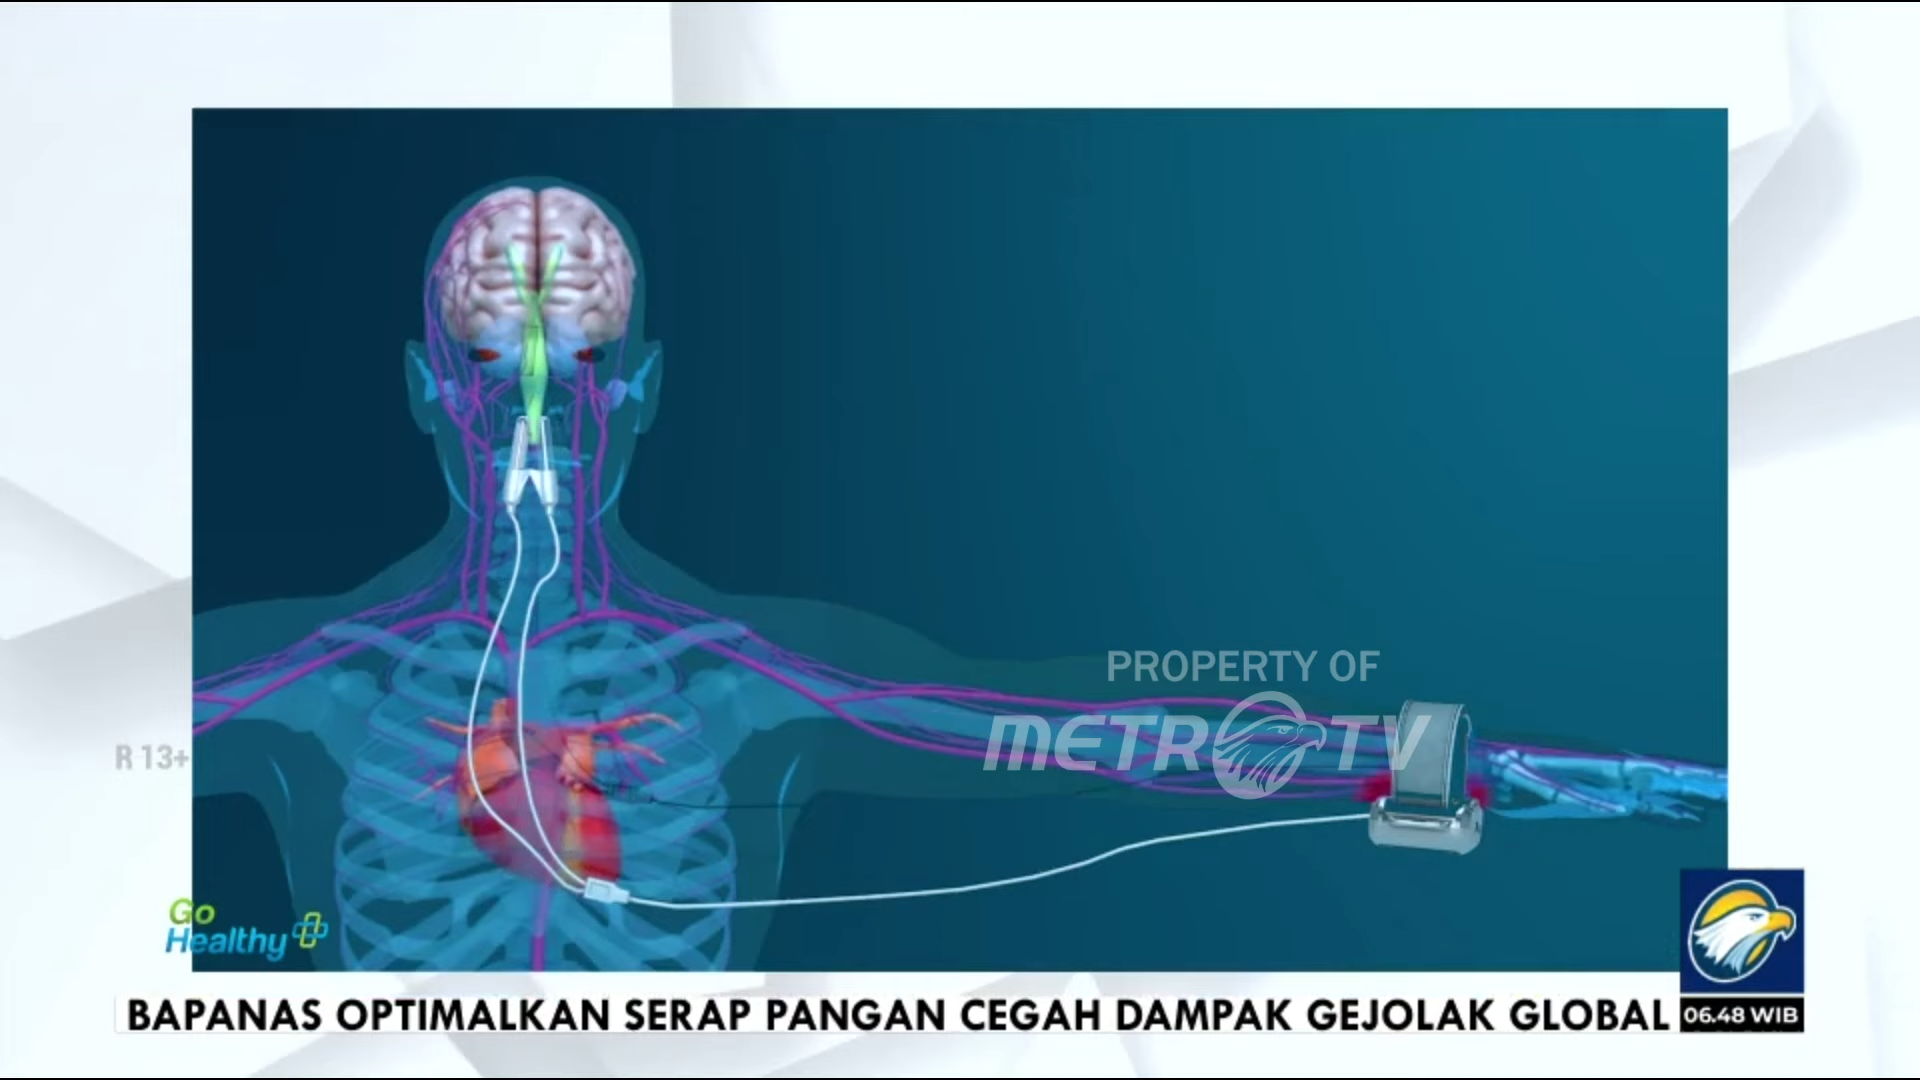 PROPERTY OF
METRO TV
R 13+
Go
Healthy
BAPANAS OPTIMALKAN SERAP PANGAN CEGAH DAMPAK GEJOLAK GLOBAL
06.48 WIB